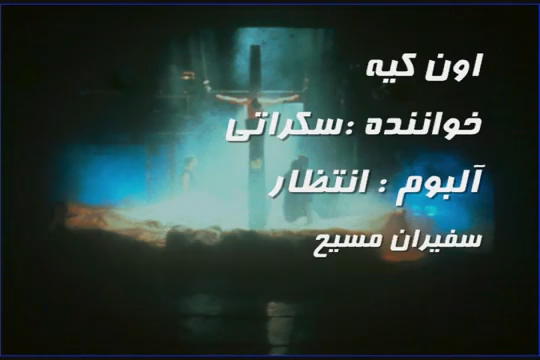 اون کیه
خواننده :سکراتی
آلبوم : انتظار
سفیران مسیح